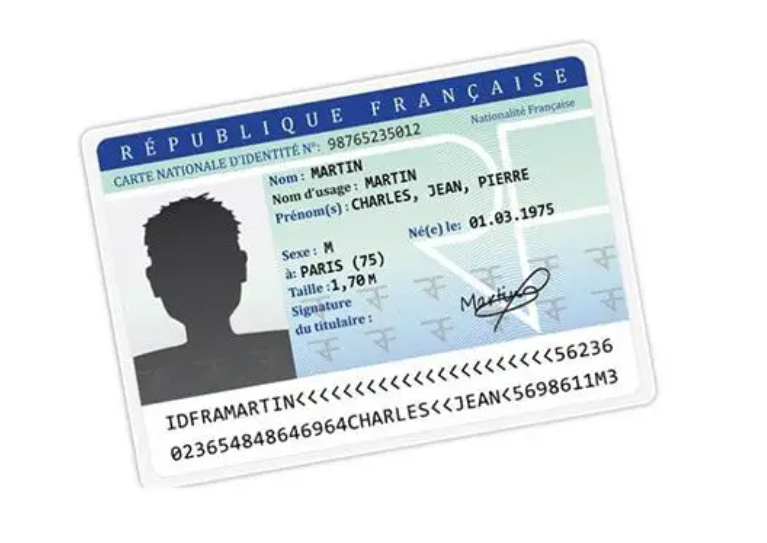 RÉPUBLIQUE FRANÇAISE
CARTE NATIONALE D'IDENTITÉ N°: 98765235012 Nationalité Française
Nom : MARTIN
Nom d'usage : MARTIN
Prénom(s) : CHARLES, JEAN, PIERRE
Sexe : M Né(e) le: 01.03.1975
à: PARIS (75)
Taille : 1,70 M
Signature
du titulaire :
Martin
IDFRAMARTIN<<<<<<<<<<<<<<<<<<<<<<<56236
023654848646964CHARLES<<JEAN<5698611M3